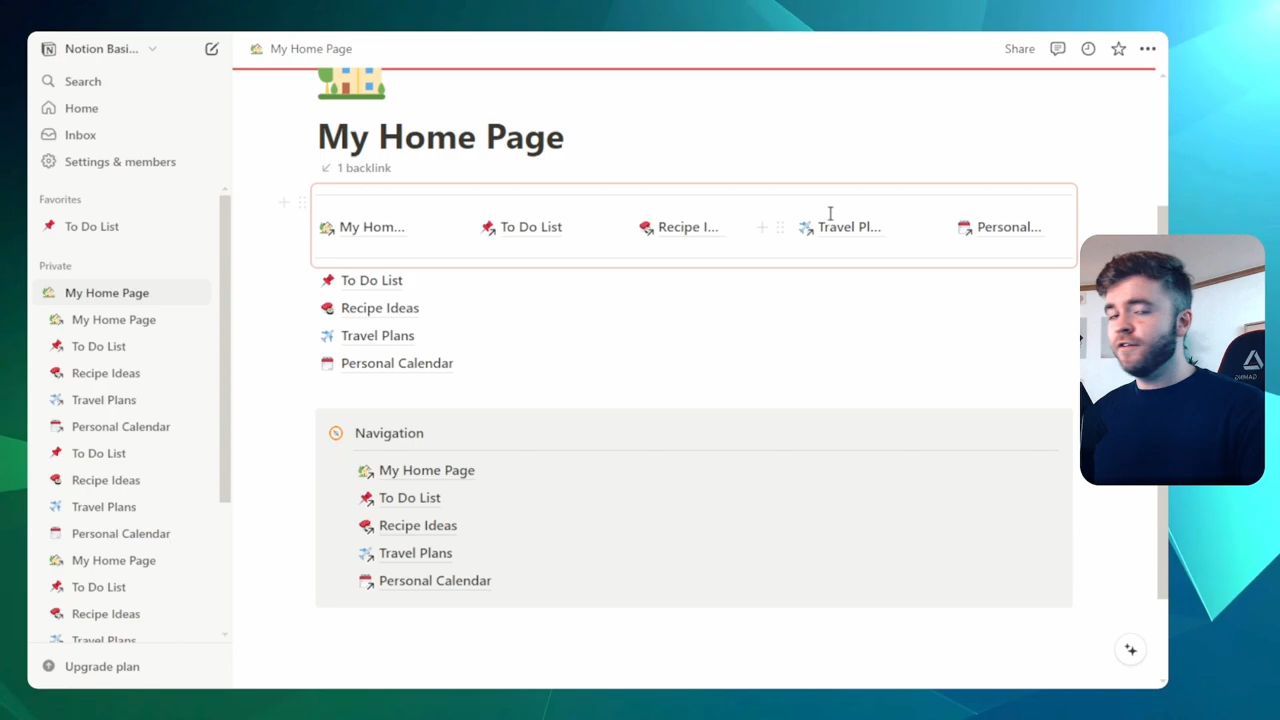 Notion Basi...
Search
Home
Inbox
Settings & members
Favorites
To Do List
Private
My Home Page
My Home Page
To Do List
Recipe Ideas
Travel Plans
Personal Calendar
To Do List
Recipe Ideas
Travel Plans
Personal Calendar
My Home Page
To Do List
Recipe Ideas
Travel Plans
Upgrade plan
My Home Page
Share
My Home Page
1 backlink
My Hom... To Do List Recipe I... Travel Pl... Personal...
To Do List
Recipe Ideas
Travel Plans
Personal Calendar
Navigation
My Home Page
To Do List
Recipe Ideas
Travel Plans
Personal Calendar